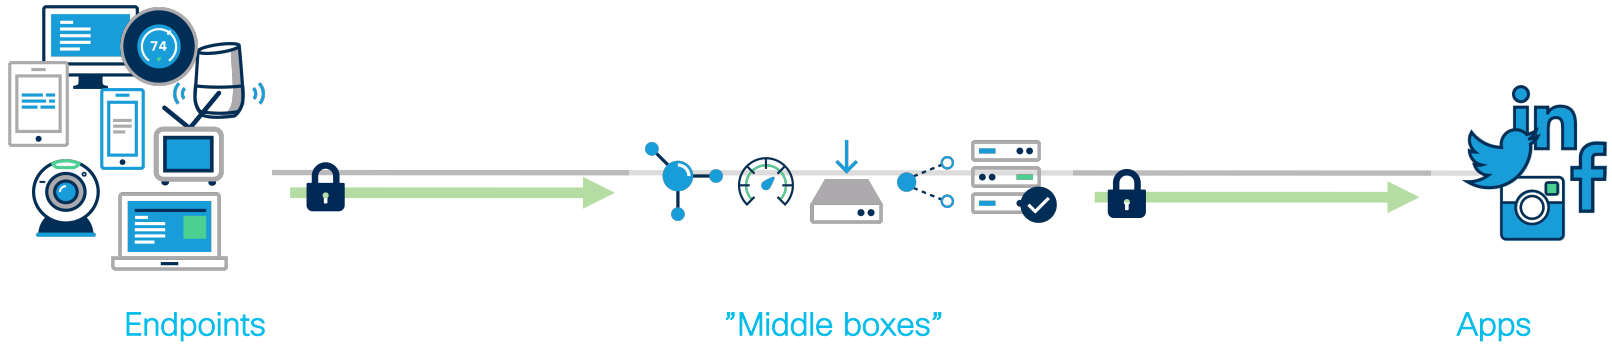 74
in
f
Endpoints
”Middle boxes”
Apps